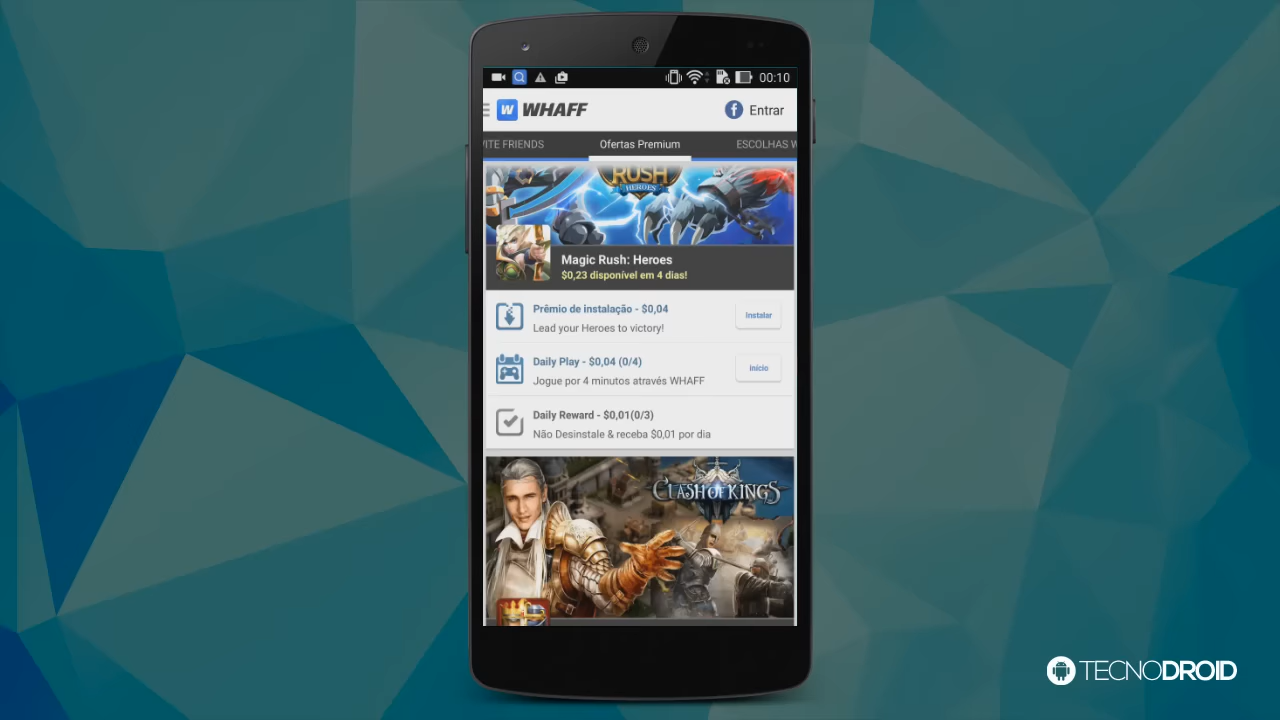 00:10
W WHAFF
f Entrar
ITE FRIENDS
Ofertas Premium
ESCOLHAS W
RUSH
HEROES
Magic Rush: Heroes
$0,23 disponível em 4 dias!
Prêmio de instalação - $0,04
Lead your Heroes to victory!
Instalar
Daily Play - $0,04 (0/4)
Jogue por 4 minutos através WHAFF
Início
Daily Reward - $0,01(0/3)
Não Desinstale & receba $0,01 por dia
CLASH OF KINGS
TECNODROID